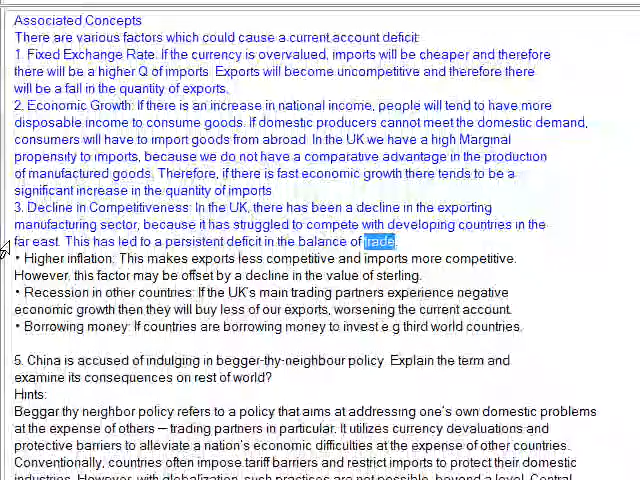 Associated Concepts
There are various factors which could cause a current account deficit:
1. Fixed Exchange Rate: If the currency is overvalued, imports will be cheaper and therefore
there will be a higher Q of imports. Exports will become uncompetitive and therefore there
will be a fall in the quantity of exports.
2. Economic Growth: If there is an increase in national income, people will tend to have more
disposable income to consume goods. If domestic producers cannot meet the domestic demand,
consumers will have to import goods from abroad. In the UK we have a high Marginal
propensity to imports, because we do not have a comparative advantage in the production
of manufactured goods. Therefore, if there is fast economic growth there tends to be a
significant increase in the quantity of imports
3. Decline in Competitiveness: In the UK, there has been a decline in the exporting
manufacturing sector, because it has struggled to compete with developing countries in the
far east. This has led to a persistent deficit in the balance of trade.
• Higher inflation: This makes exports less competitive and imports more competitive.
However, this factor may be offset by a decline in the value of sterling.
• Recession in other countries: If the UK's main trading partners experience negative
economic growth then they will buy less of our exports, worsening the current account.
• Borrowing money: If countries are borrowing money to invest e.g third world countries.
5. China is accused of indulging in begger-thy-neighbour policy. Explain the term and
examine its consequences on rest of world?
Hints:
Beggar thy neighbor policy refers to a policy that aims at addressing one's own domestic problems
at the expense of others — trading partners in particular. It utilizes currency devaluations and
protective barriers to alleviate a nation's economic difficulties at the expense of other countries.
Conventionally, countries often impose tariff barriers and restrict imports to protect their domestic
industries. However, with globalization, such practices are not possible, beyond a level. Central